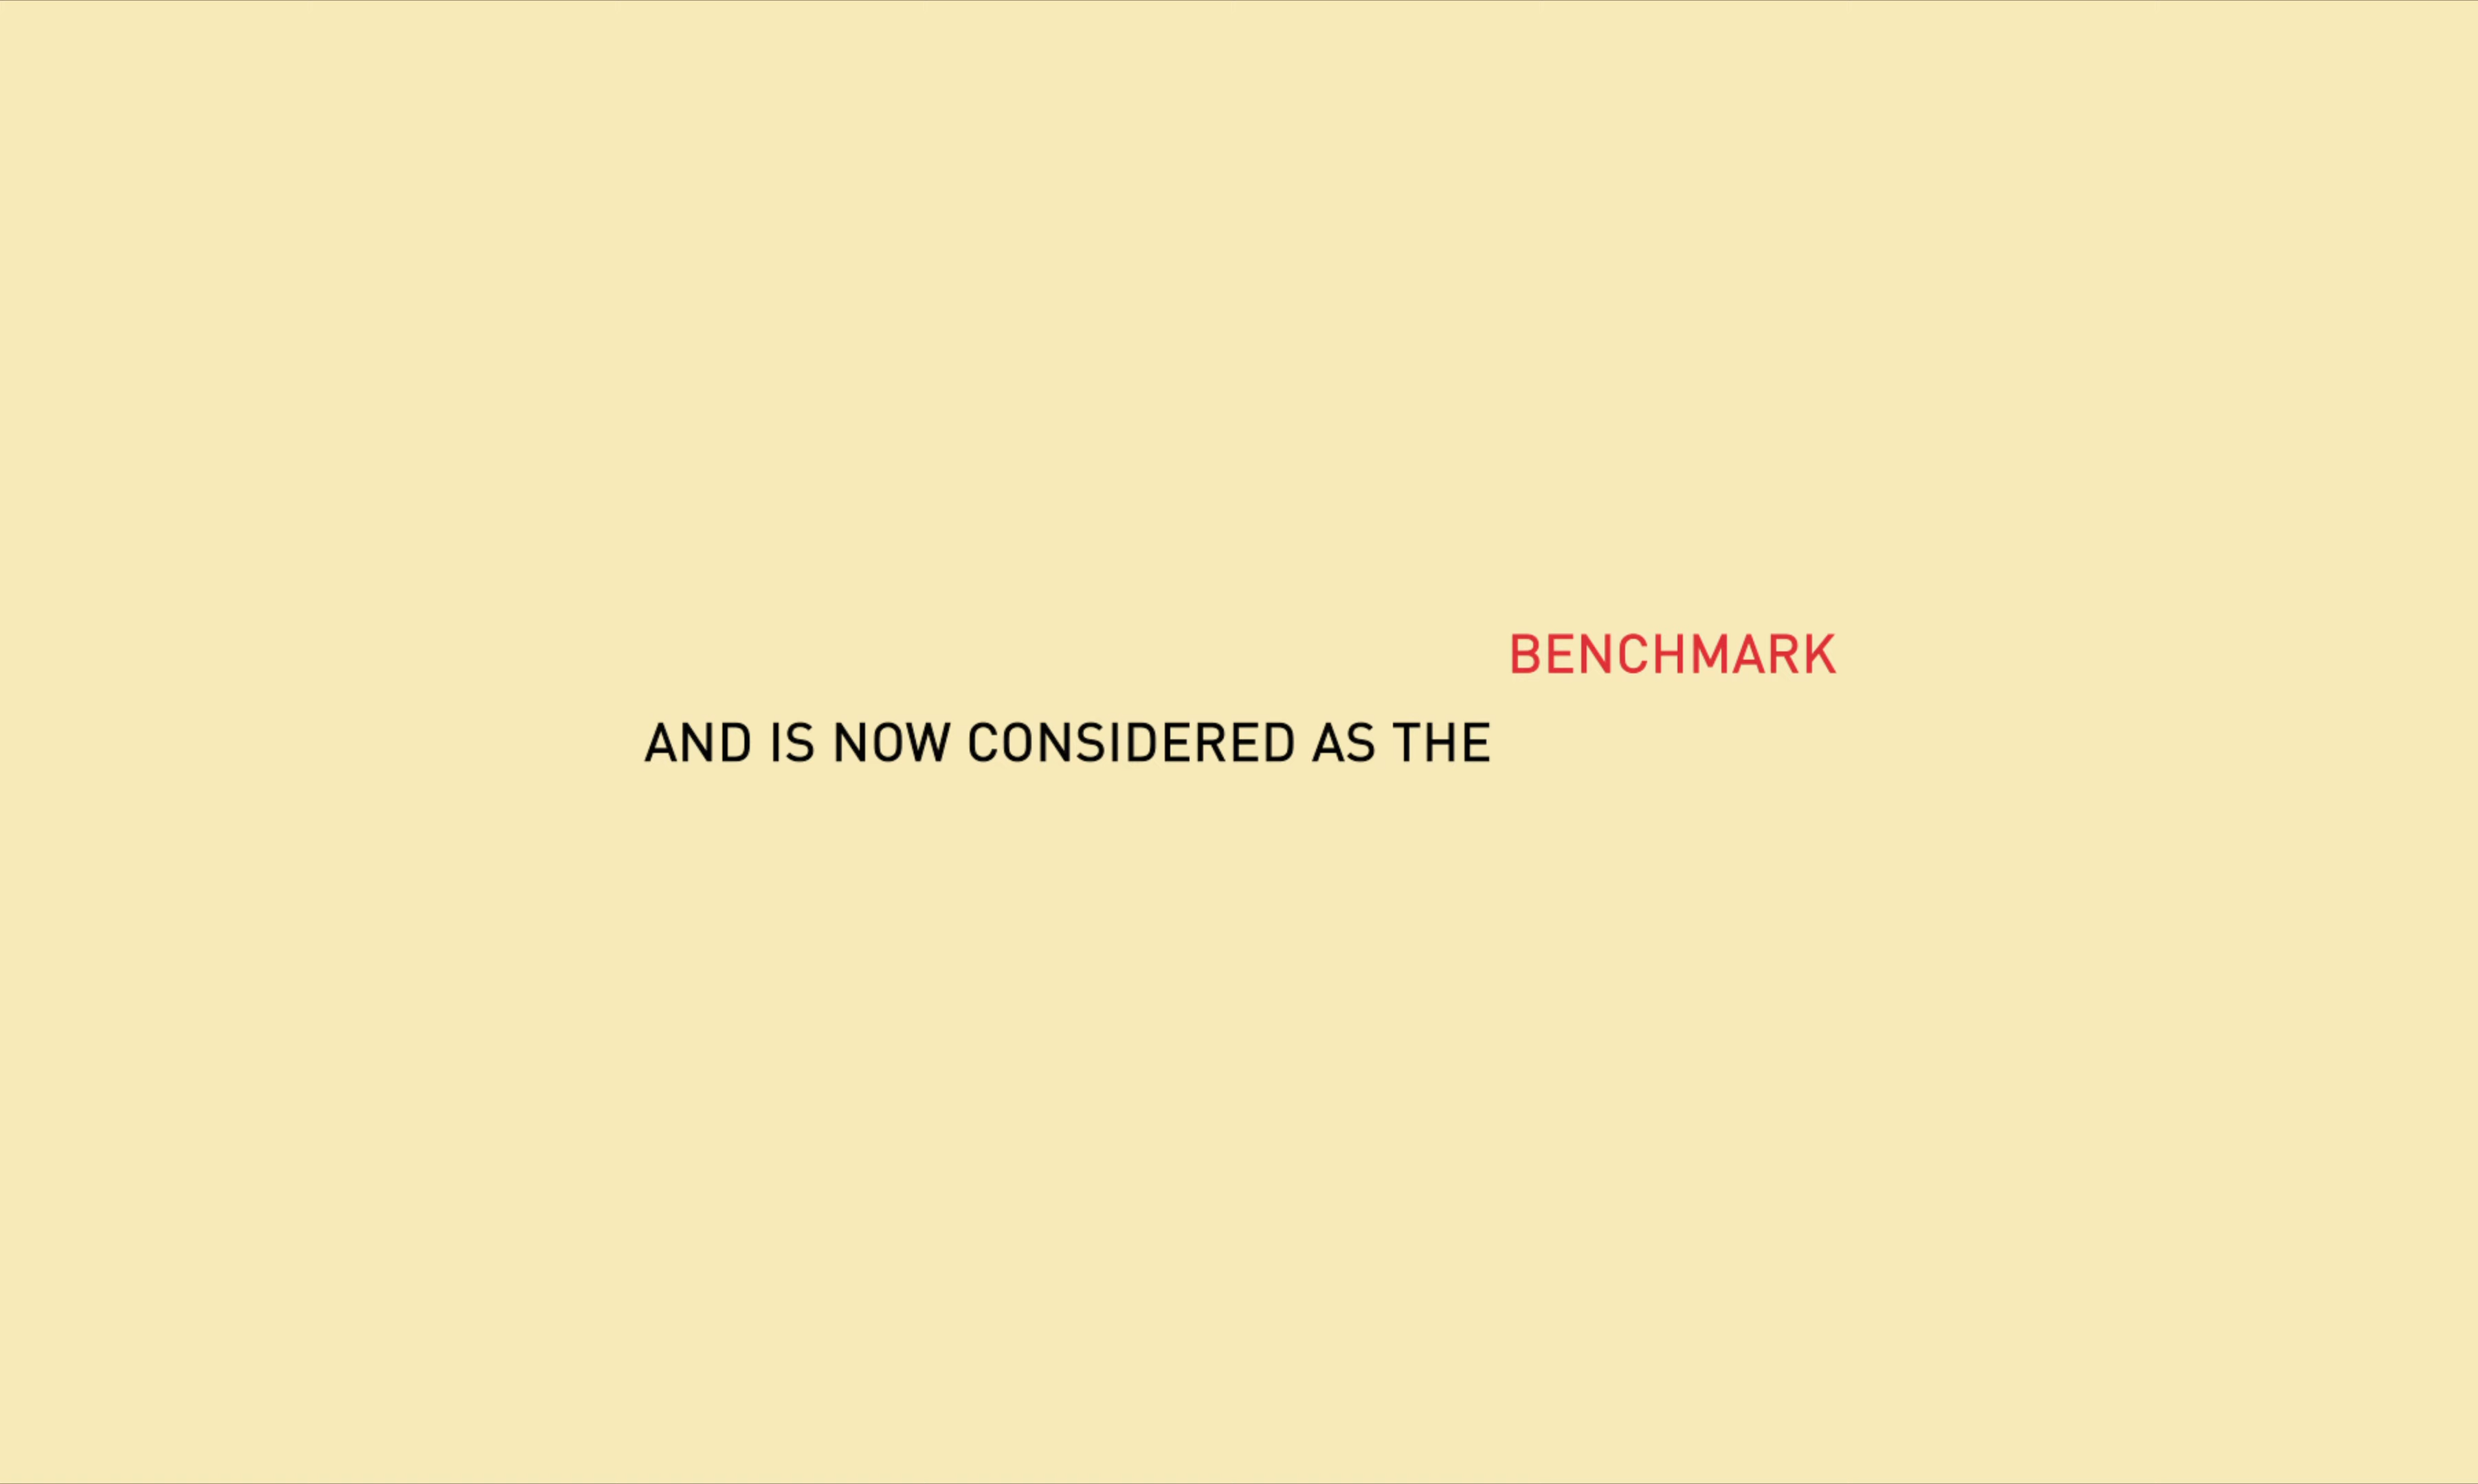 BENCHMARK
AND IS NOW CONSIDERED AS THE